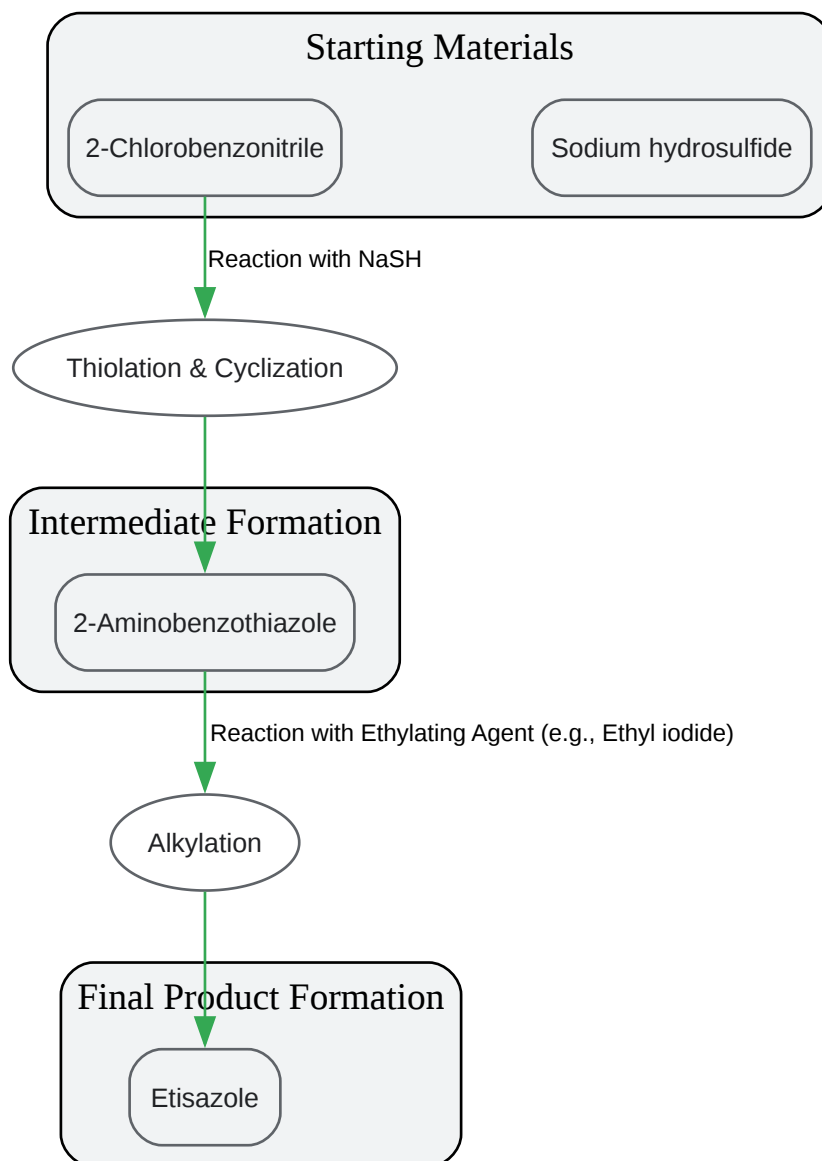 Starting Materials
2-Chlorobenzonitrile
Sodium hydrosulfide
Reaction with NaSH
Thiolation & Cyclization
Intermediate Formation
2-Aminobenzothiazole
Reaction with Ethylating Agent (e.g., Ethyl iodide)
Alkylation
Final Product Formation
Etisazole